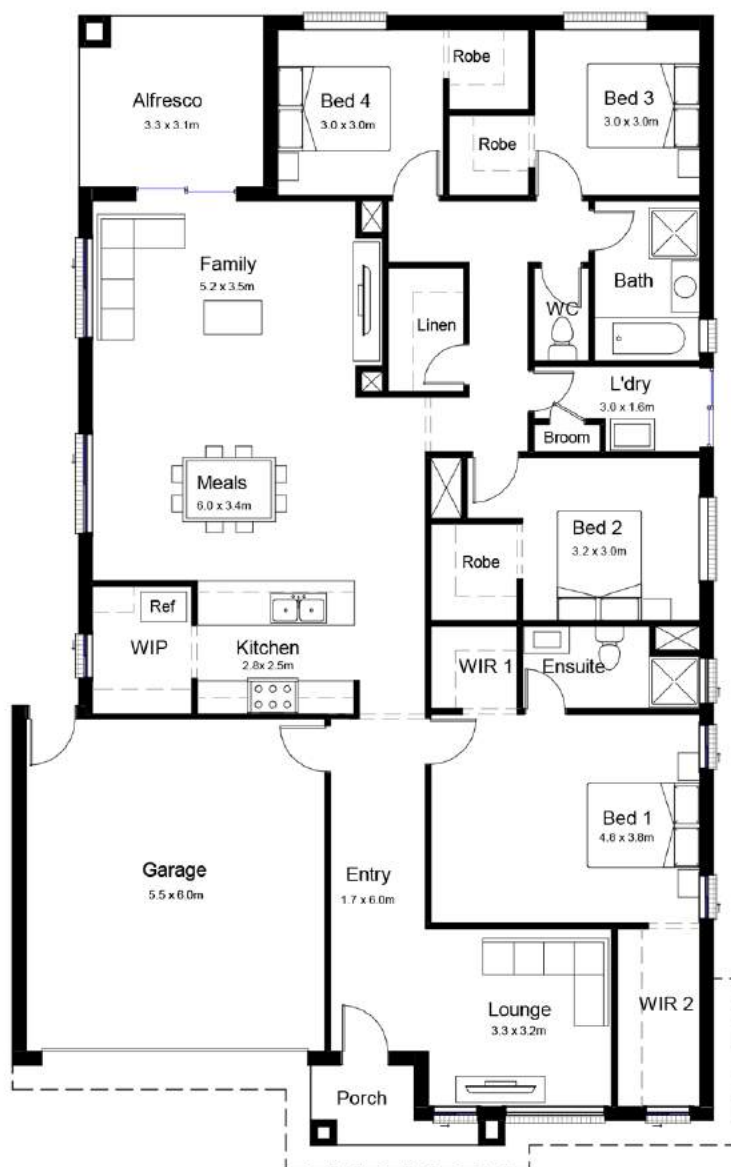 Alfresco
3.3 x 3.1m
Bed 4
3.0 x 3.0m
Robe
Robe
Bed 3
3.0 x 3.0m
Family
5.2 x 3.5m
Linen
WC
Bath
L'dry
3.0 x 1.6m
Broom
Meals
6.0 x 3.4m
Robe
Bed 2
3.2 x 3.0m
Ref
WIP
Kitchen
2.8x 2.5m
WIR 1
Ensuite
Bed 1
4.8 x 3.8m
Garage
5.5 x 6.0m
Entry
1.7 x 6.0m
Lounge
3.3 x 3.2m
WIR 2
Porch